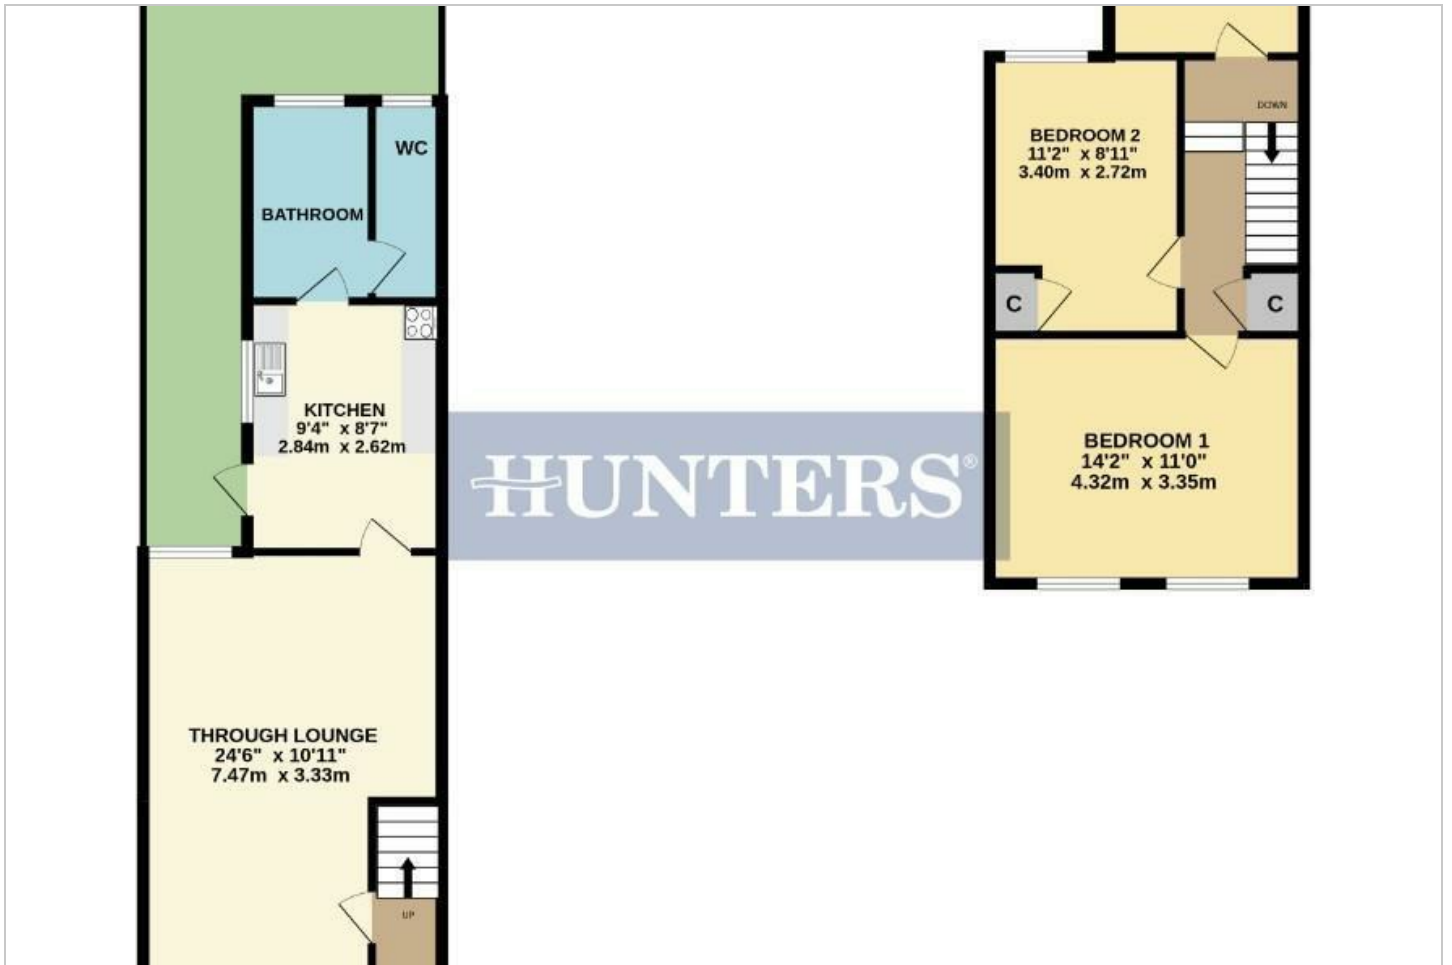 WC
BATHROOM
KITCHEN
9'4" x 8'7"
2.84m x 2.62m
THROUGH LOUNGE
24'6" x 10'11"
7.47m x 3.33m
UP
HUNTERS®
DOWN
BEDROOM 2
11'2" x 8'11"
3.40m x 2.72m
C
C
BEDROOM 1
14'2" x 11'0"
4.32m x 3.35m